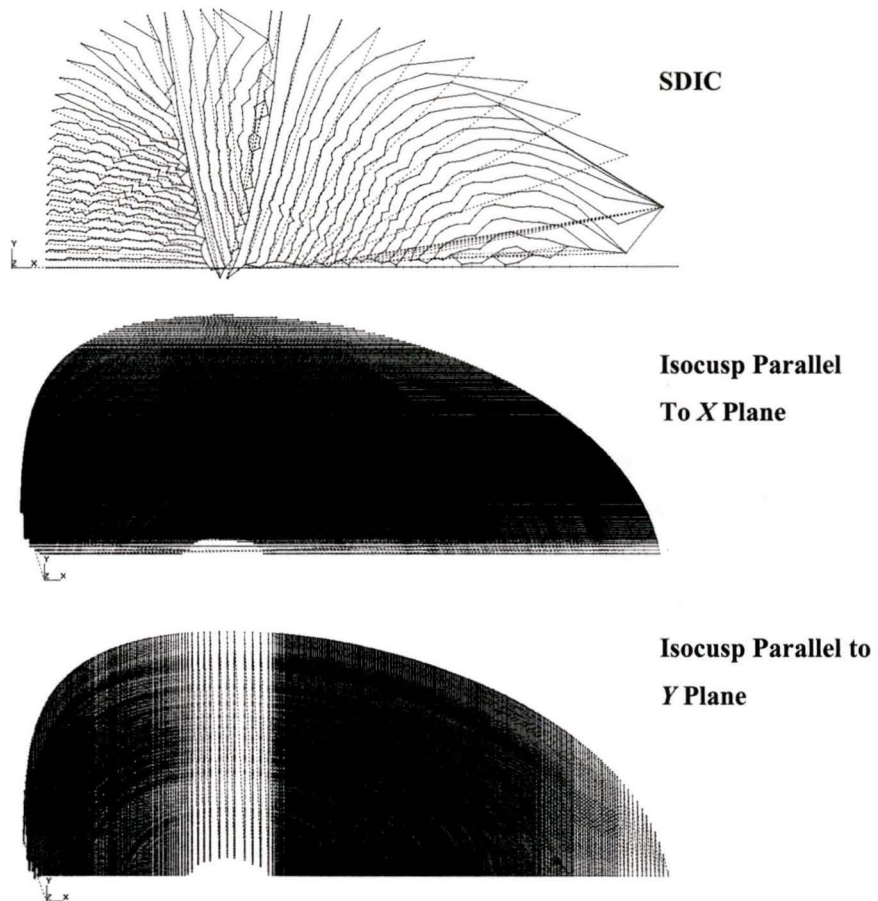 SDIC
Y
Z X
Isocusp Parallel
To X Plane
Y
Z X
Isocusp Parallel to
Y Plane
Y
Z X